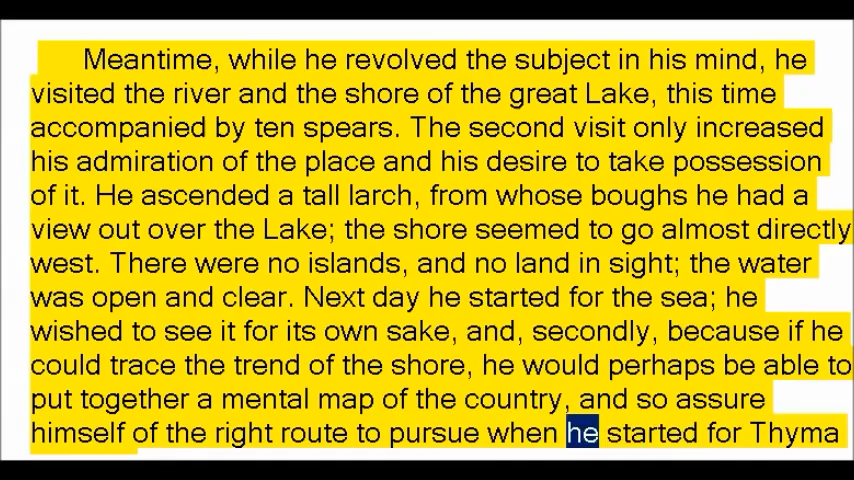 Meantime, while he revolved the subject in his mind, he
visited the river and the shore of the great Lake, this time
accompanied by ten spears. The second visit only increased
his admiration of the place and his desire to take possession
of it. He ascended a tall larch, from whose boughs he had a
view out over the Lake; the shore seemed to go almost directly
west. There were no islands, and no land in sight; the water
was open and clear. Next day he started for the sea; he
wished to see it for its own sake, and, secondly, because if he
could trace the trend of the shore, he would perhaps be able to
put together a mental map of the country, and so assure
himself of the right route to pursue when he started for Thyma